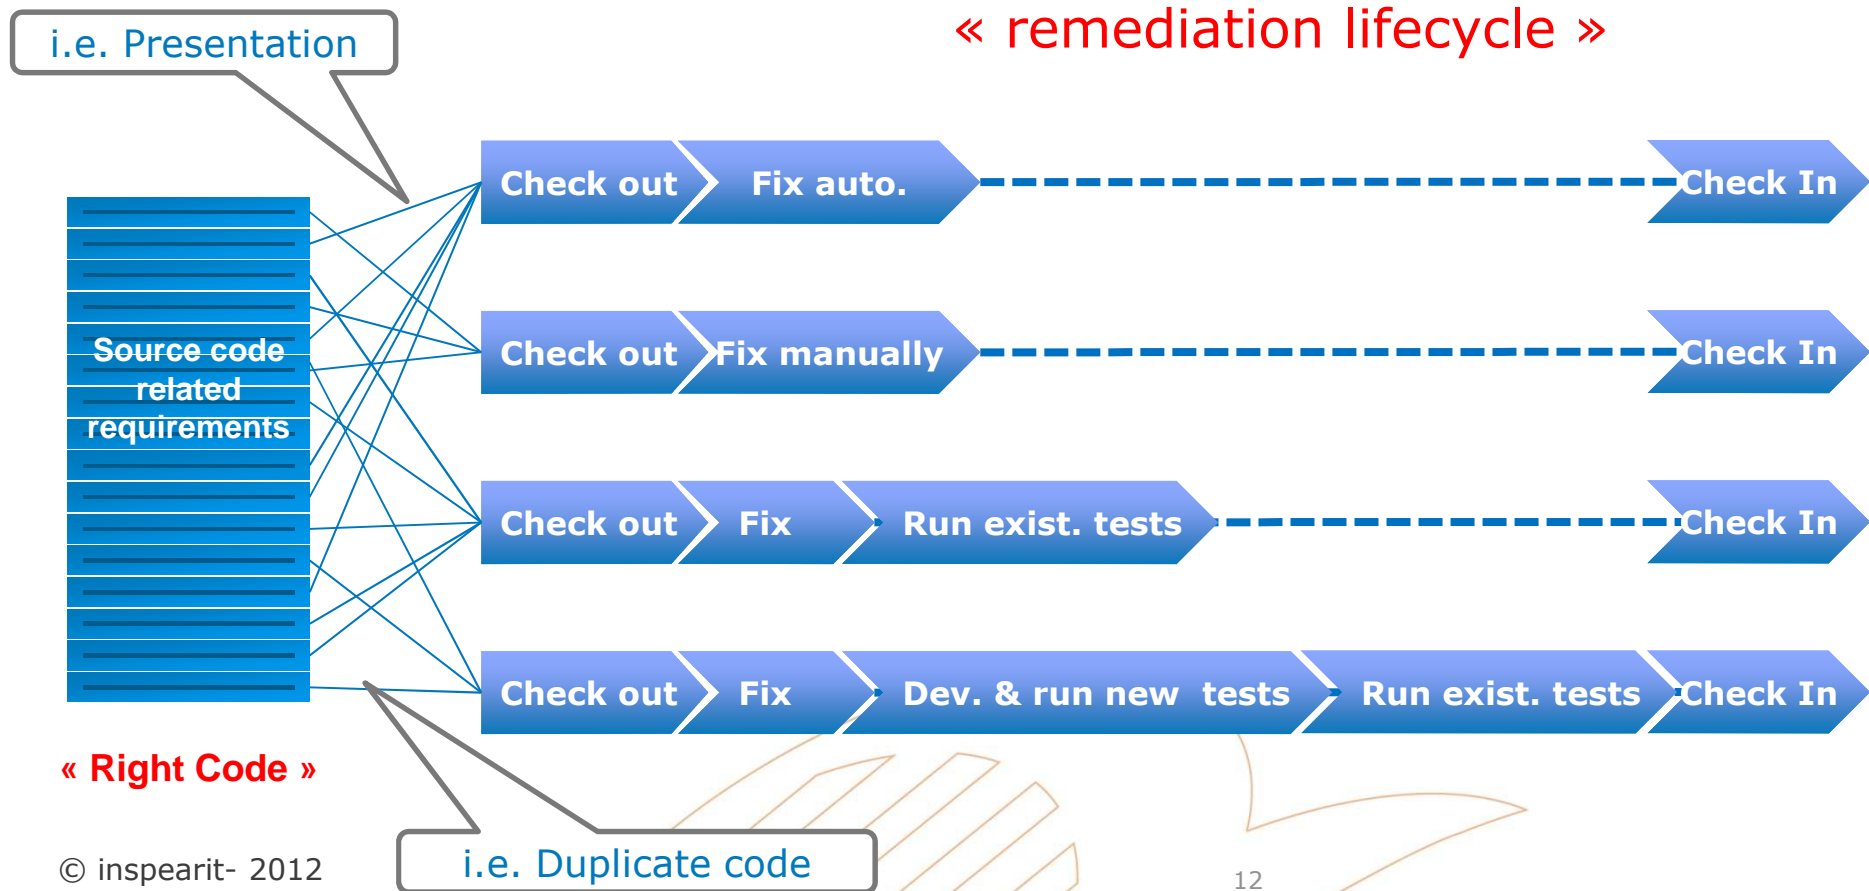 i.e. Presentation
« remediation lifecycle »
Check out
Fix auto.
Check In
Source code
related
requirements
Check out
Fix manually
Check In
Check out
Fix
Run exist. tests
Check In
Check out
Fix
Dev. & run new  tests
Run exist. tests
Check In
« Right Code »
i.e. Duplicate code
© inspearit- 2012
12